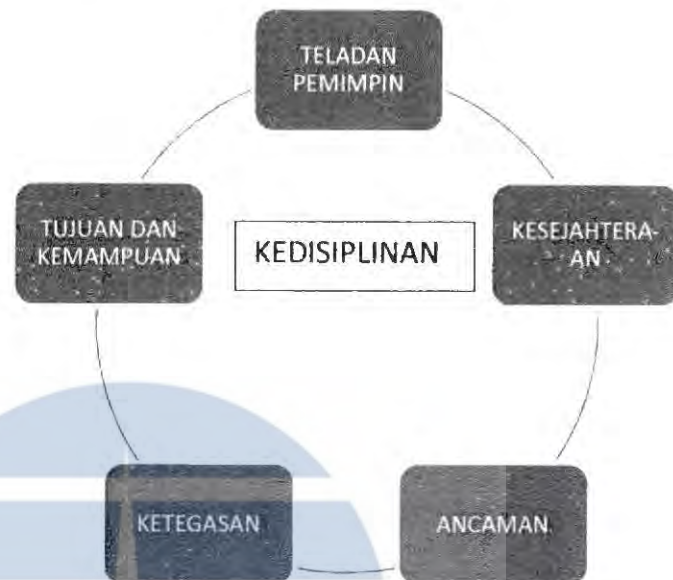 TELADAN
PEMIMPIN
TUJUAN DAN
KEMAMPUAN
KEDISIPLINAN
KESEJAHTERA-
AN
KETEGASAN
ANCAMAN